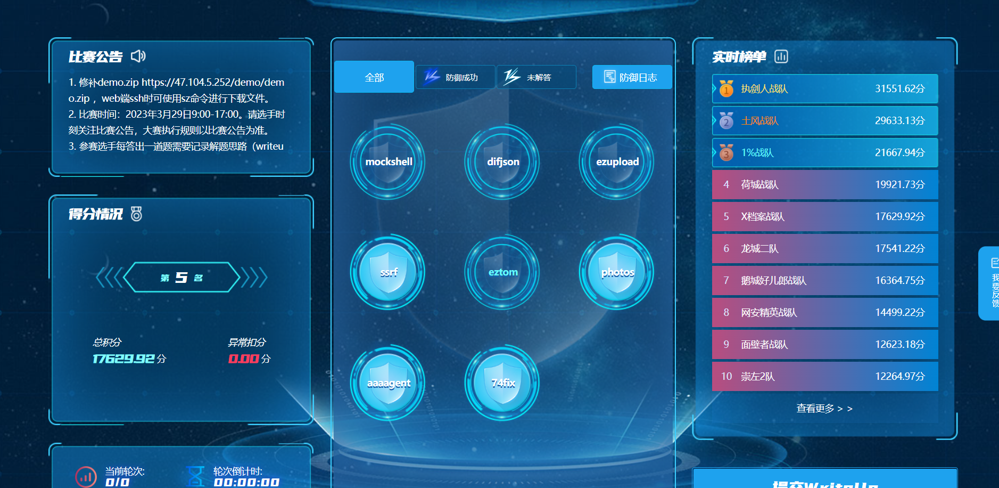 比赛公告
1. 修补demo.zip https://47.104.5.252/demo/dem
o.zip ，web端ssh时可使用sz命令进行下载文件。
2. 比赛时间：2023年3月29日9:00-17:00。请选手时
刻关注比赛公告，大赛执行规则以比赛公告为准。
3. 参赛选手每答出一道题需要记录解题思路（writeu
得分情况
第 5 名
总积分
17629.92 分
异常扣分
0.00 分
当前轮次:
0/0
轮次倒计时:
00:00:00
全部
防御成功
未解答
防御日志
mockshell
difjson
ezupload
ssrf
eztom
photos
aaaagent
74fix
实时榜单
1 执剑人战队 31551.62分
2 土风战队 29633.13分
3 1%战队 21667.94分
4 荷城战队 19921.73分
5 X档案战队 17629.92分
6 龙城二队 17541.22分
7 鹅城好儿郎战队 16364.75分
8 网安精英战队 14499.22分
9 面壁者战队 12623.18分
10 崇左2队 12264.97分
查看更多 > >
提交WriteUp
我要反馈